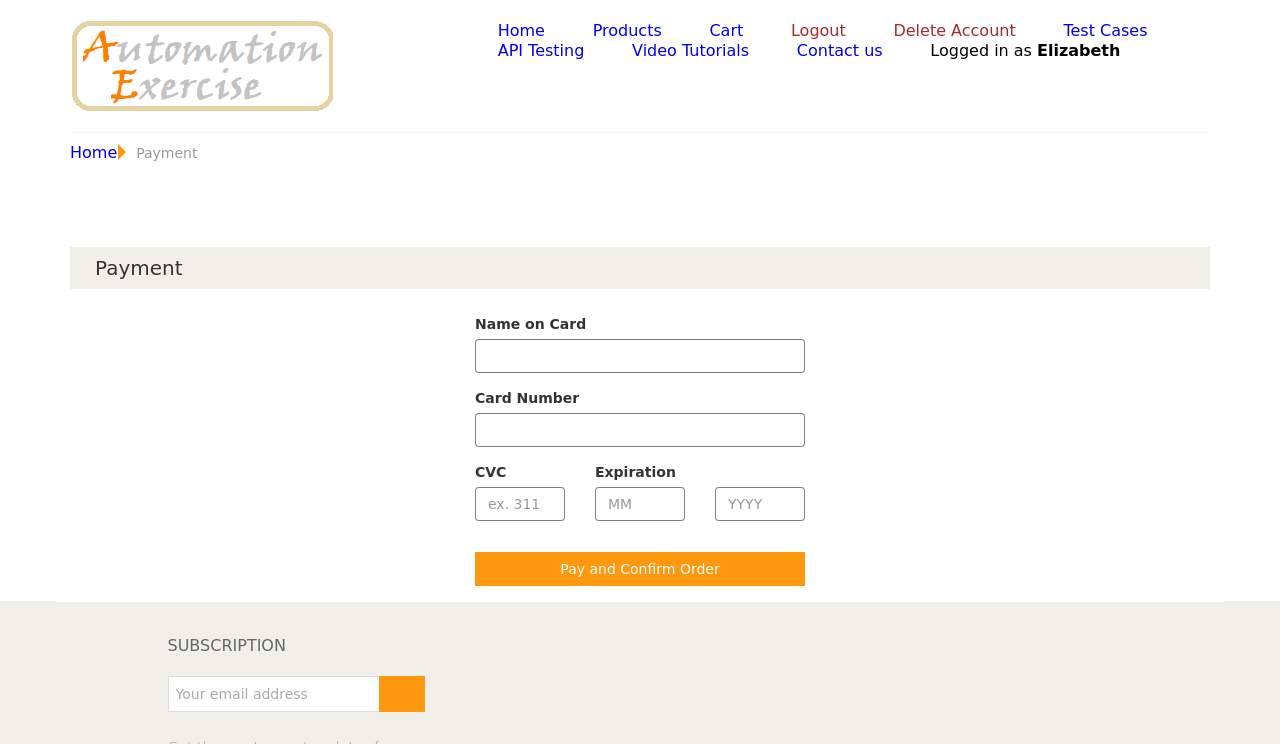 Automation
Exercise
Home Products Cart Logout Delete Account Test Cases
API Testing Video Tutorials Contact us Logged in as Elizabeth
Home Payment
Payment
Name on Card
Card Number
CVC Expiration
ex. 311 MM YYYY
Pay and Confirm Order
SUBSCRIPTION
Your email address